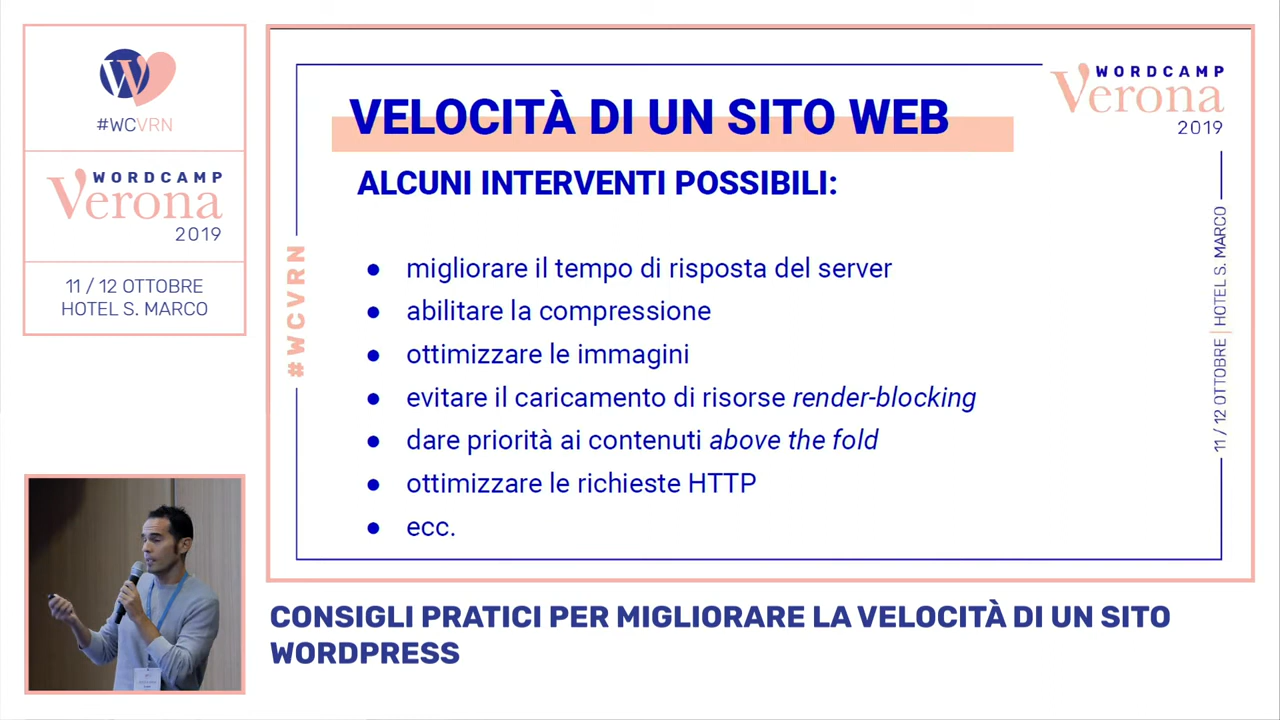 #WCVRN
WORDCAMP
Verona
2019
11 / 12 OTTOBRE
HOTEL S. MARCO
VELOCITÀ DI UN SITO WEB
ALCUNI INTERVENTI POSSIBILI:
● migliorare il tempo di risposta del server
● abilitare la compressione
● ottimizzare le immagini
● evitare il caricamento di risorse render-blocking
● dare priorità ai contenuti above the fold
● ottimizzare le richieste HTTP
● ecc.
#WCVRN
WORDCAMP
Verona
2019
11 / 12 OTTOBRE | HOTEL S. MARCO
CONSIGLI PRATICI PER MIGLIORARE LA VELOCITÀ DI UN SITO
WORDPRESS